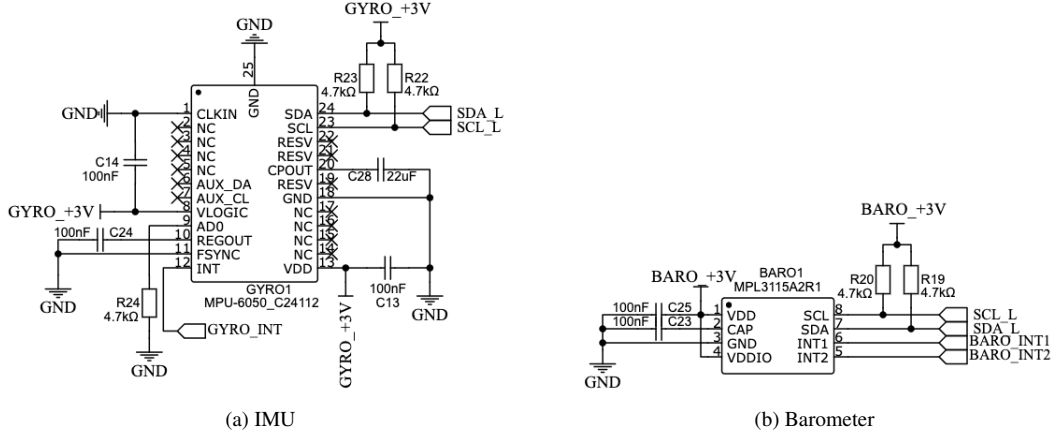 GYRO_+3V
GND
R23
4.7kΩ
R22
4.7kΩ
25
GND
GND
1 CLKIN
2 NC
3 NC
4 NC
5 NC
6 AUX_DA
7 AUX_CL
8 VLOGIC
9 AD0
10 REGOUT
11 FSYNC
12 INT
SDA 24
SCL 23
RESV 22
RESV 21
CPOUT 20
RESV 19
GND 18
NC 17
NC 16
NC 15
NC 14
VDD 13
SDA_L
SCL_L
C14
100nF
C28 22uF
GYRO_+3V
100nF C24
GND
R24
4.7kΩ
GND
GYRO_INT
GYRO1
MPU-6050_C24112
GYRO_+3V
100nF
C13
GND
(a) IMU
BARO_+3V
BARO_+3V
BARO1
MPL3115A2R1
R20
4.7kΩ
R19
4.7kΩ
100nF C25
100nF C23
GND
1 VDD
2 CAP
3 GND
4 VDDIO
SCL 8
SDA 7
INT1 6
INT2 5
SCL_L
SDA_L
BARO_INT1
BARO_INT2
(b) Barometer